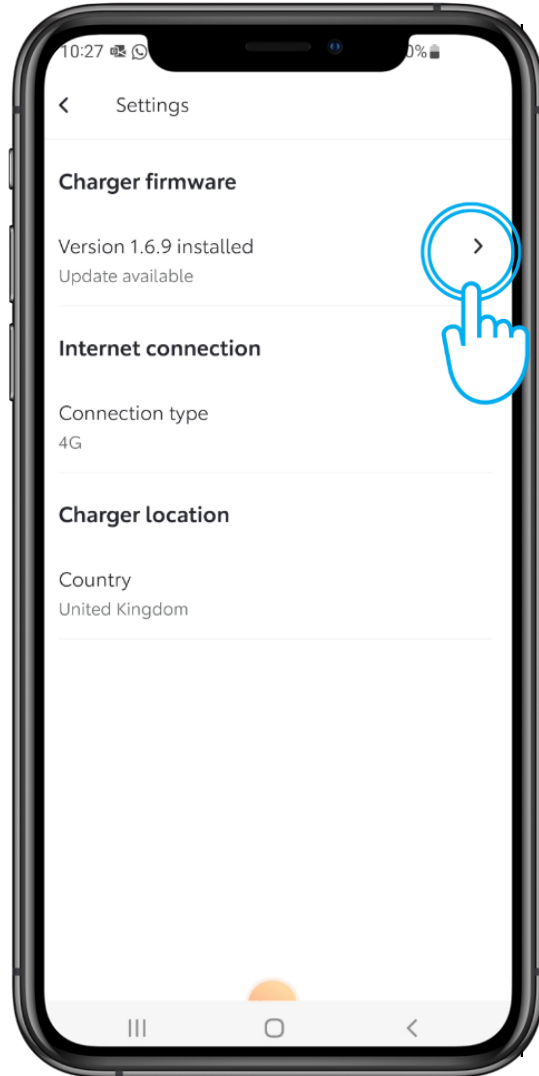 10:27
0%
Settings
Charger firmware
Version 1.6.9 installed
Update available
Internet connection
Connection type
4G
Charger location
Country
United Kingdom